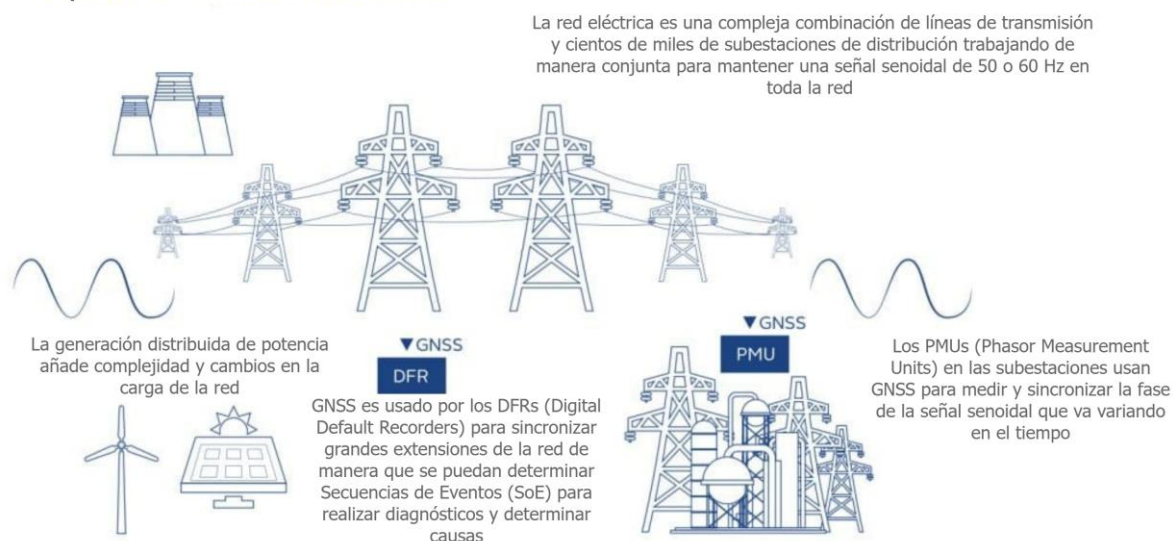 La red eléctrica es una compleja combinación de líneas de transmisión
y cientos de miles de subestaciones de distribución trabajando de
manera conjunta para mantener una señal senoidal de 50 o 60 Hz en
toda la red
La generación distribuida de potencia
añade complejidad y cambios en la
carga de la red
▼GNSS
DFR
GNSS es usado por los DFRs (Digital
Default Recorders) para sincronizar
grandes extensiones de la red de
manera que se puedan determinar
Secuencias de Eventos (SoE) para
realizar diagnósticos y determinar
causas
▼GNSS
PMU
Los PMUs (Phasor Measurement
Units) en las subestaciones usan
GNSS para medir y sincronizar la fase
de la señal senoidal que va variando
en el tiempo